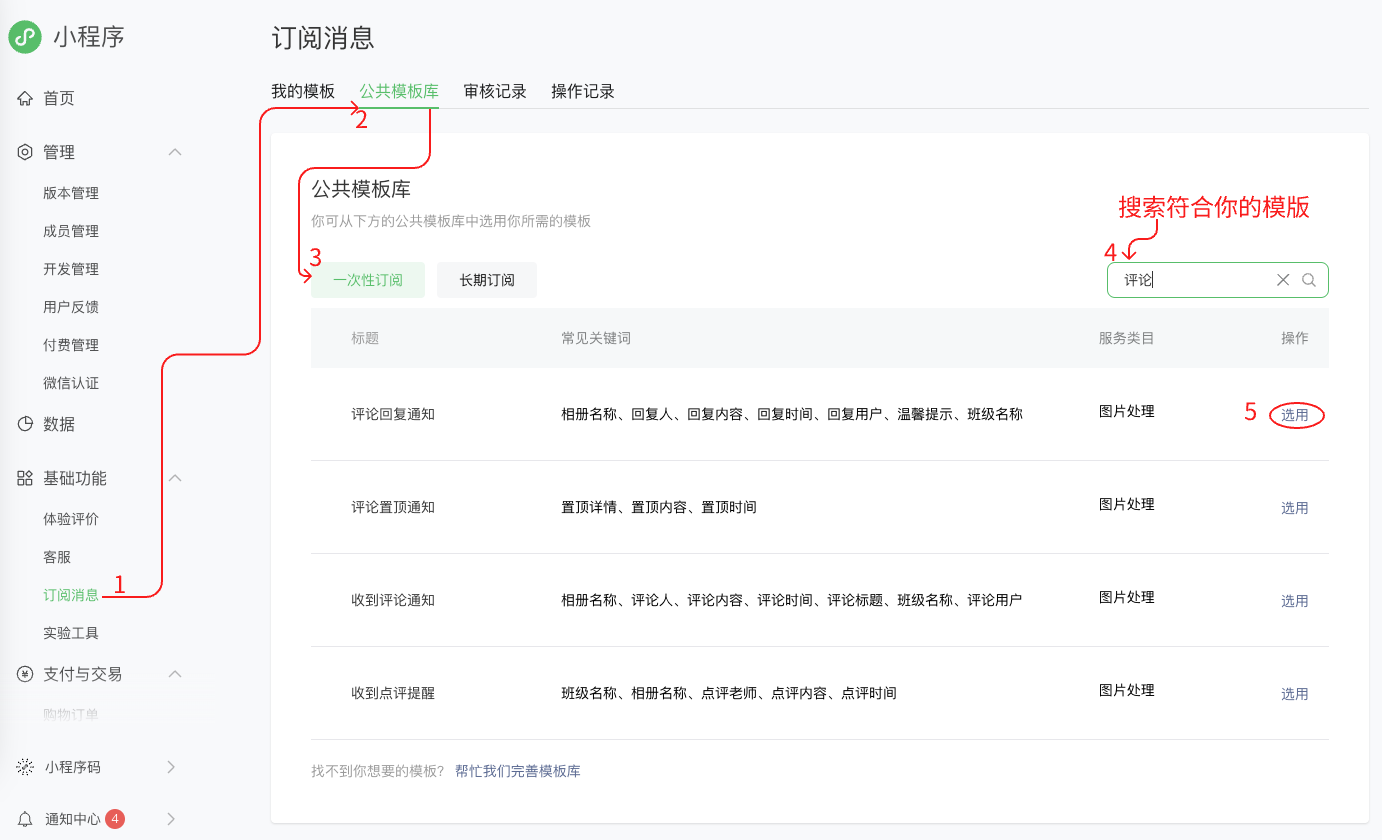 小程序
首页
管理
版本管理
成员管理
开发管理
用户反馈
付费管理
微信认证
数据
基础功能
体验评价
客服
订阅消息 1
实验工具
支付与交易
购物订单
小程序码
通知中心 4
订阅消息
我的模板 公共模板库 审核记录 操作记录
2
公共模板库
你可从下方的公共模板库中选用你所需的模板
搜索符合你的模版
3 4
一次性订阅 长期订阅 评论
标题 常见关键词 服务类目 操作
评论回复通知 相册名称、回复人、回复内容、回复时间、回复用户、温馨提示、班级名称 图片处理 5 选用
评论置顶通知 置顶详情、置顶内容、置顶时间 图片处理 选用
收到评论通知 相册名称、评论人、评论内容、评论时间、评论标题、班级名称、评论用户 图片处理 选用
收到点评提醒 班级名称、相册名称、点评老师、点评内容、点评时间 图片处理 选用
找不到你想要的模板? 帮忙我们完善模板库